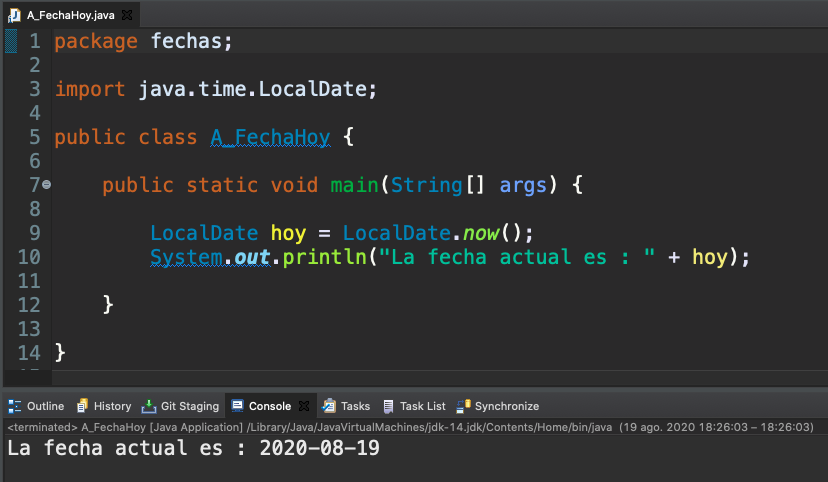 A_FechaHoy.java
1 package fechas;
2
3 import java.time.LocalDate;
4
5 public class A_FechaHoy {
6
7 public static void main(String[] args) {
8
9 LocalDate hoy = LocalDate.now();
10 System.out.println("La fecha actual es : " + hoy);
11
12 }
13
14 }
Outline History Git Staging Console Tasks Task List Synchronize
<terminated> A_FechaHoy [Java Application] /Library/Java/JavaVirtualMachines/jdk-14.jdk/Contents/Home/bin/java (19 ago. 2020 18:26:03 – 18:26:03)
La fecha actual es : 2020-08-19